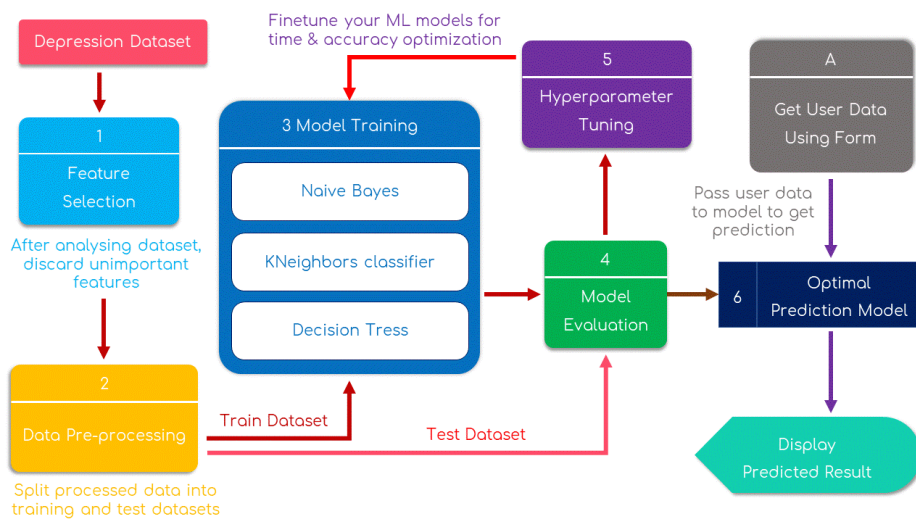 Depression Dataset
1
Feature
Selection
After analysing dataset,
discard unimportant
features
2
Data Pre-processing
Split processed data into
training and test datasets
Train Dataset
Test Dataset
Finetune your ML models for
time & accuracy optimization
3 Model Training
Naive Bayes
KNeighbors classifier
Decision Tress
4
Model
Evaluation
5
Hyperparameter
Tuning
A
Get User Data
Using Form
Pass user data
to model to get
prediction
6
Optimal
Prediction Model
Display
Predicted Result